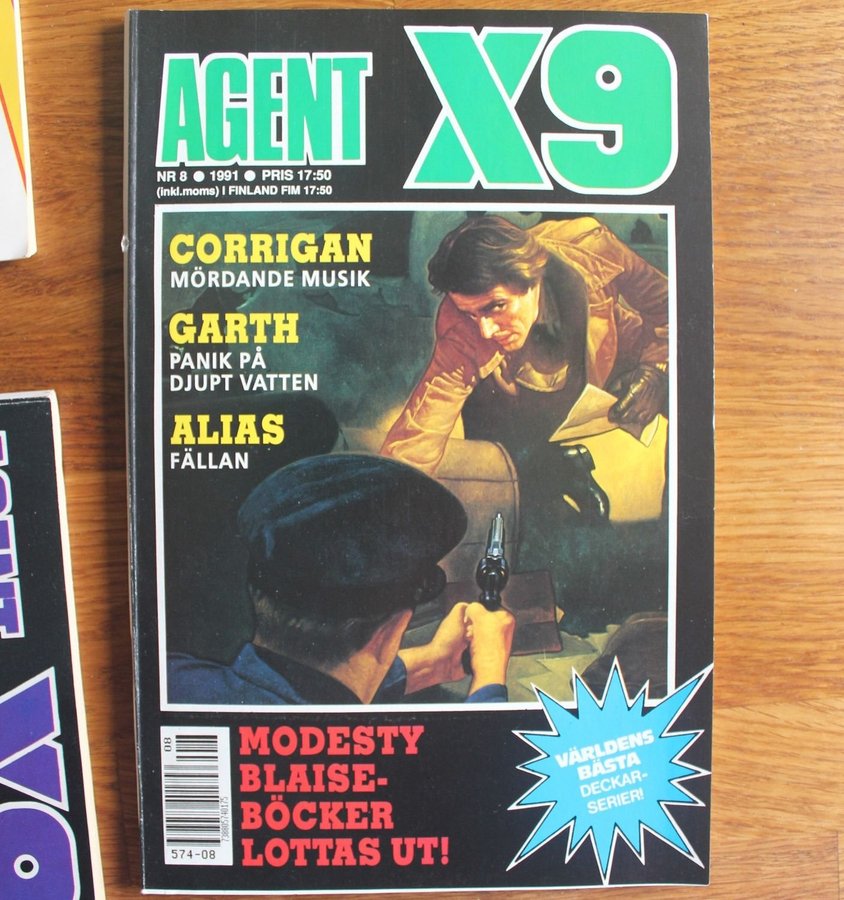 AGENT X9
NR 8 ● 1991 ● PRIS 17:50
(inkl.moms) I FINLAND FIM 17:50
CORRIGAN
MÖRDANDE MUSIK
GARTH
PANIK PÅ
DJUPT VATTEN
ALIAS
FÄLLAN
MODESTY
BLAISE-
BÖCKER
LOTTAS UT!
VÄRLDENS
BÄSTA
DECKAR-
SERIER!
08
574-08